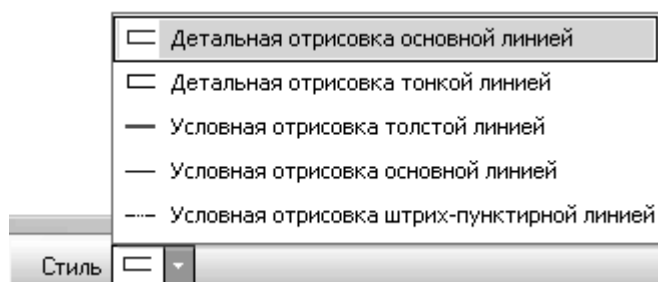 Детальная отрисовка основной линией
Детальная отрисовка тонкой линией
Условная отрисовка толстой линией
Условная отрисовка основной линией
Условная отрисовка штрих-пунктирной линией
Стиль